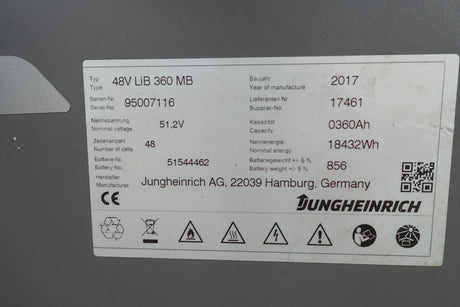 Typ 48V LiB 360 MB Baujahr 2017
Type Year of manufacture
Serien-Nr. 95007116 Lieferanten Nr 17461
Serial-No. Supplier-No.
Nennspannung 51,2V Kapazität 0360Ah
Nominal voltage Capacity
Zellenanzahl 48 Nennenergie 18432Wh
Number of cells Nominal energy
Batterie-Nr. 51544462 Batteriegewicht +/- 5 % 856
Battery-No. Battery weight +/- 5 %
Hersteller Jungheinrich AG, 22039 Hamburg, Germany
Manufacturer
CE JUNGHEINRICH